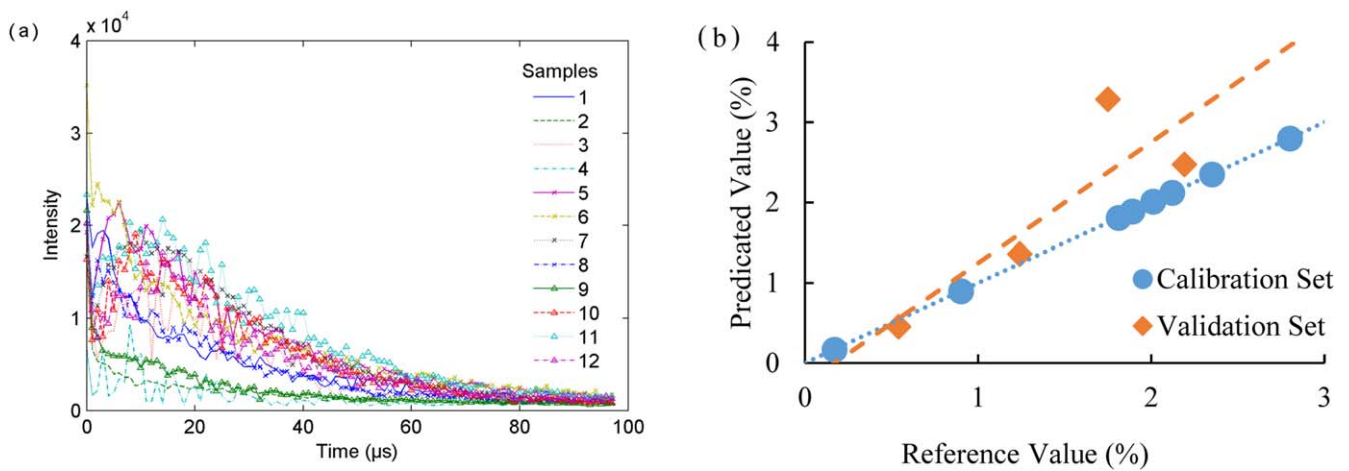 (a)
x 10⁴
4
3
2
1
0
Intensity
0 20 40 60 80 100
Time (μs)
Samples
1
2
3
4
5
6
7
8
9
10
11
12
(b)
4
3
2
1
0
Predicated Value (%)
0 1 2 3
Reference Value (%)
Calibration Set
Validation Set